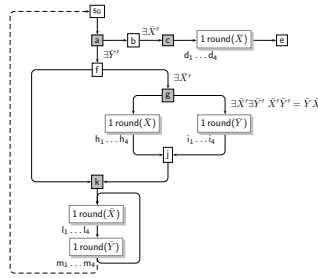 s₀
∃X̄′
a b c 1 round(X̄) e
d₁ … d₄
∃Ȳ′
f
∃X̄′
g
∃X̄′∃Ȳ′ X̄′Ȳ′ = ȲX̄
1 round(X̄) 1 round(Ȳ)
h₁ … h₄ i₁ … i₄
j
k
1 round(X̄)
l₁ … l₄
1 round(Ȳ)
m₁ … m₄